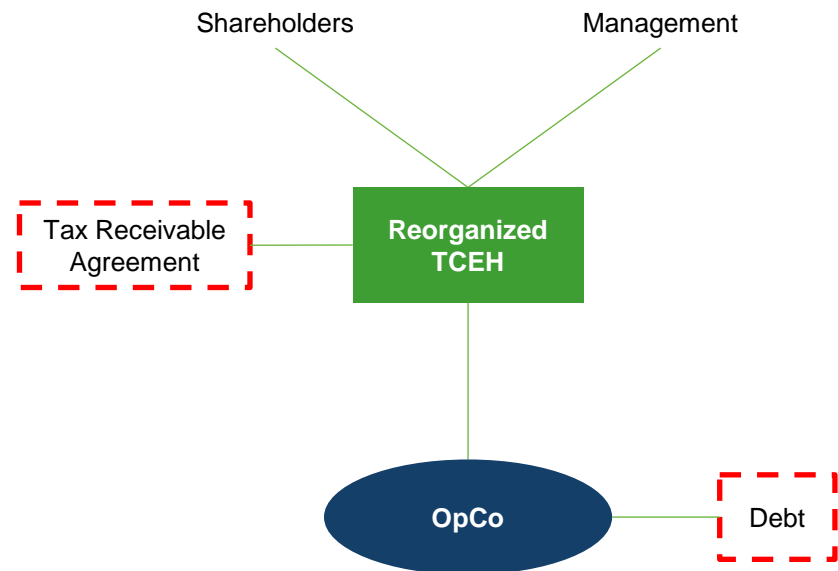 Shareholders
Management
Tax Receivable
Agreement
Reorganized
TCEH
OpCo
Debt